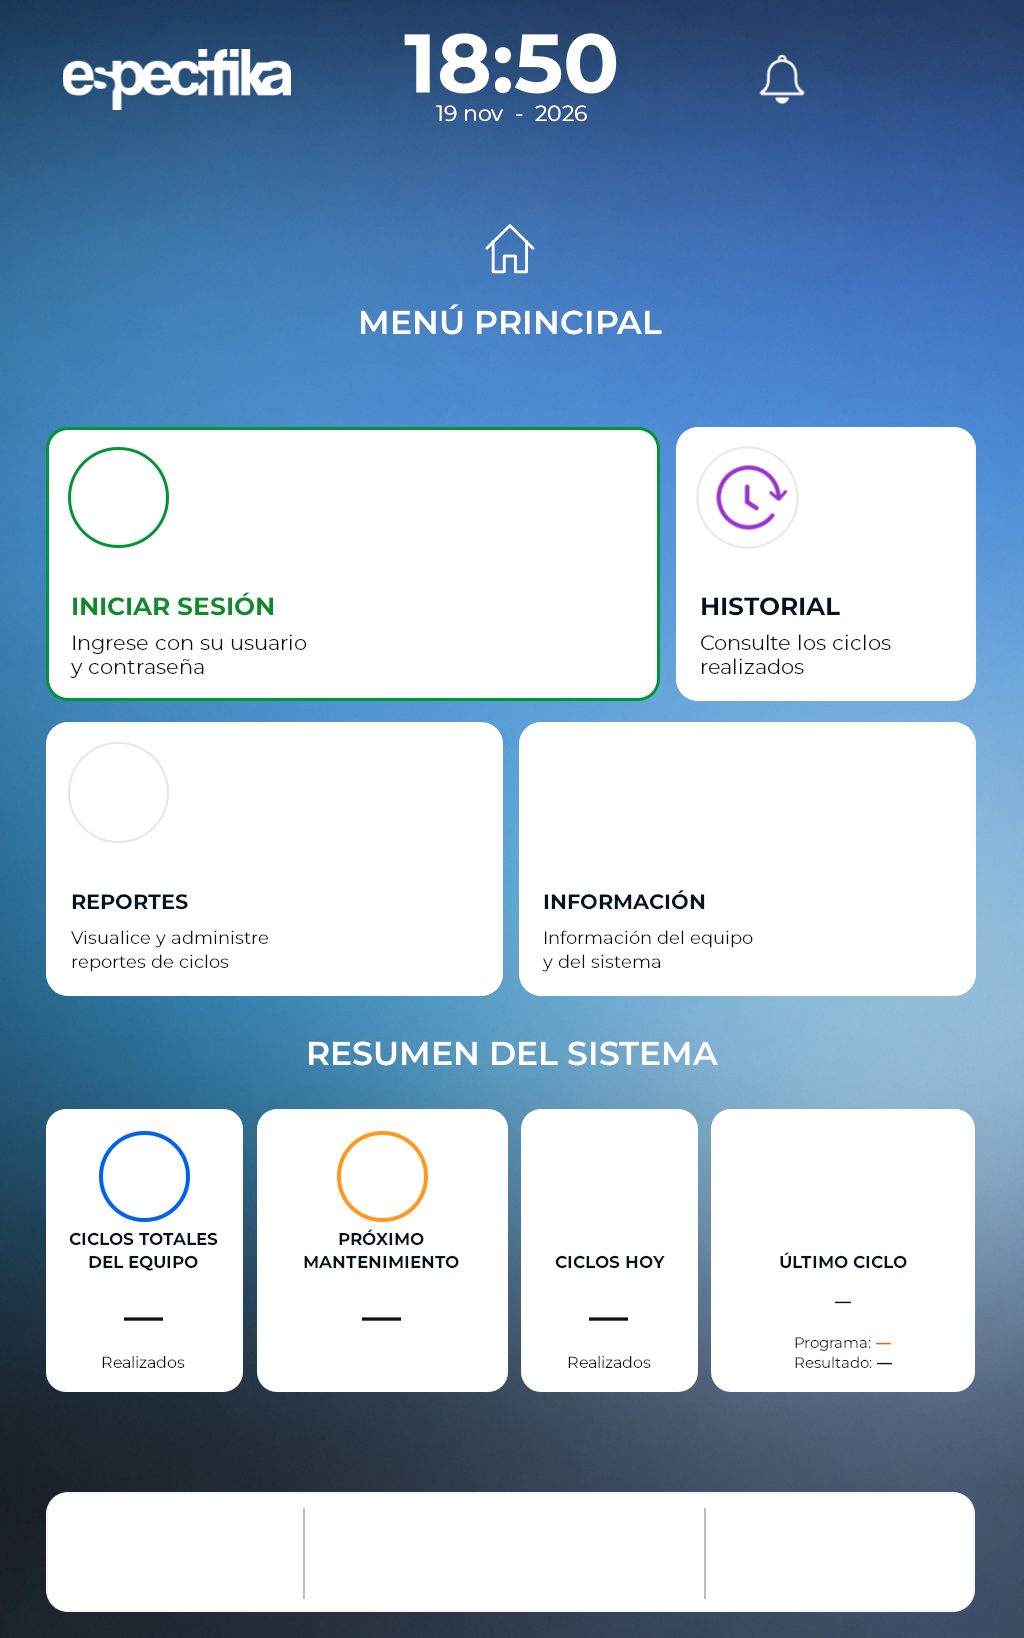 especifika
18:50
19 nov - 2026
MENÚ PRINCIPAL
INICIAR SESIÓN
Ingrese con su usuario
y contraseña
HISTORIAL
Consulte los ciclos
realizados
REPORTES
Visualice y administre
reportes de ciclos
INFORMACIÓN
Información del equipo
y del sistema
RESUMEN DEL SISTEMA
CICLOS TOTALES
DEL EQUIPO
—
Realizados
PRÓXIMO
MANTENIMIENTO
—
CICLOS HOY
—
Realizados
ÚLTIMO CICLO
—
Programa: —
Resultado: —